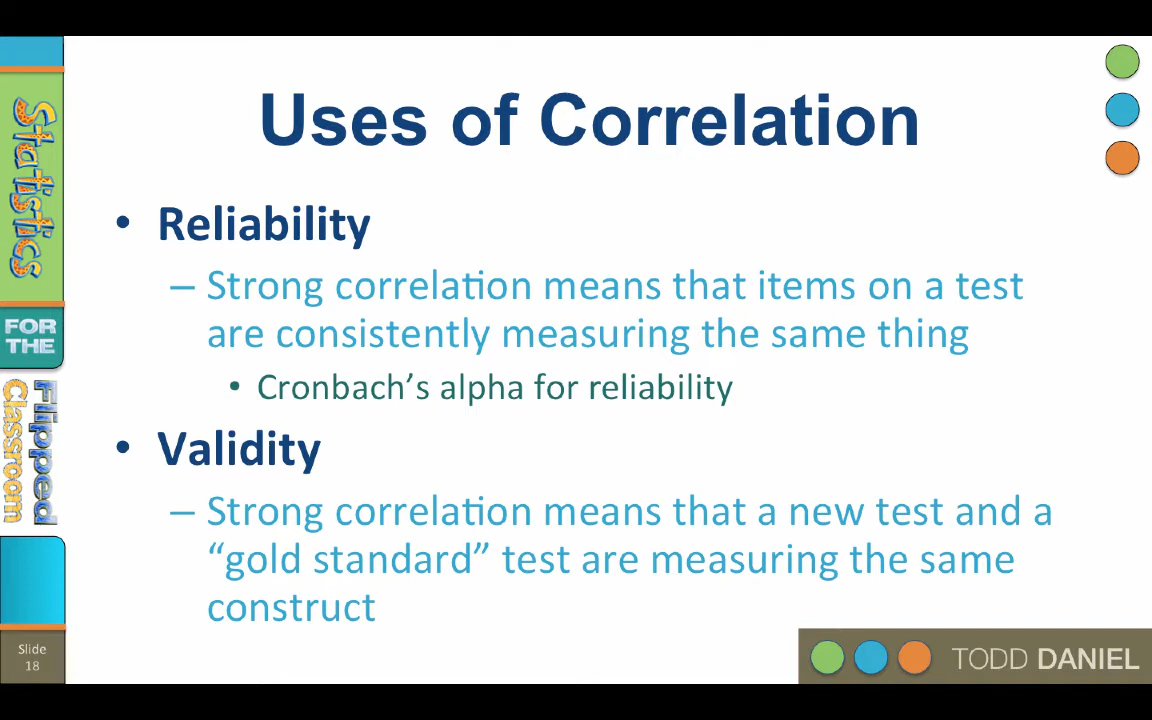 Uses of Correlation
• Reliability
– Strong correlation means that items on a test
are consistently measuring the same thing
• Cronbach’s alpha for reliability
• Validity
– Strong correlation means that a new test and a
“gold standard” test are measuring the same
construct
Statistics
FOR
THE
Flipped
Classroom
Slide
18
TODD DANIEL